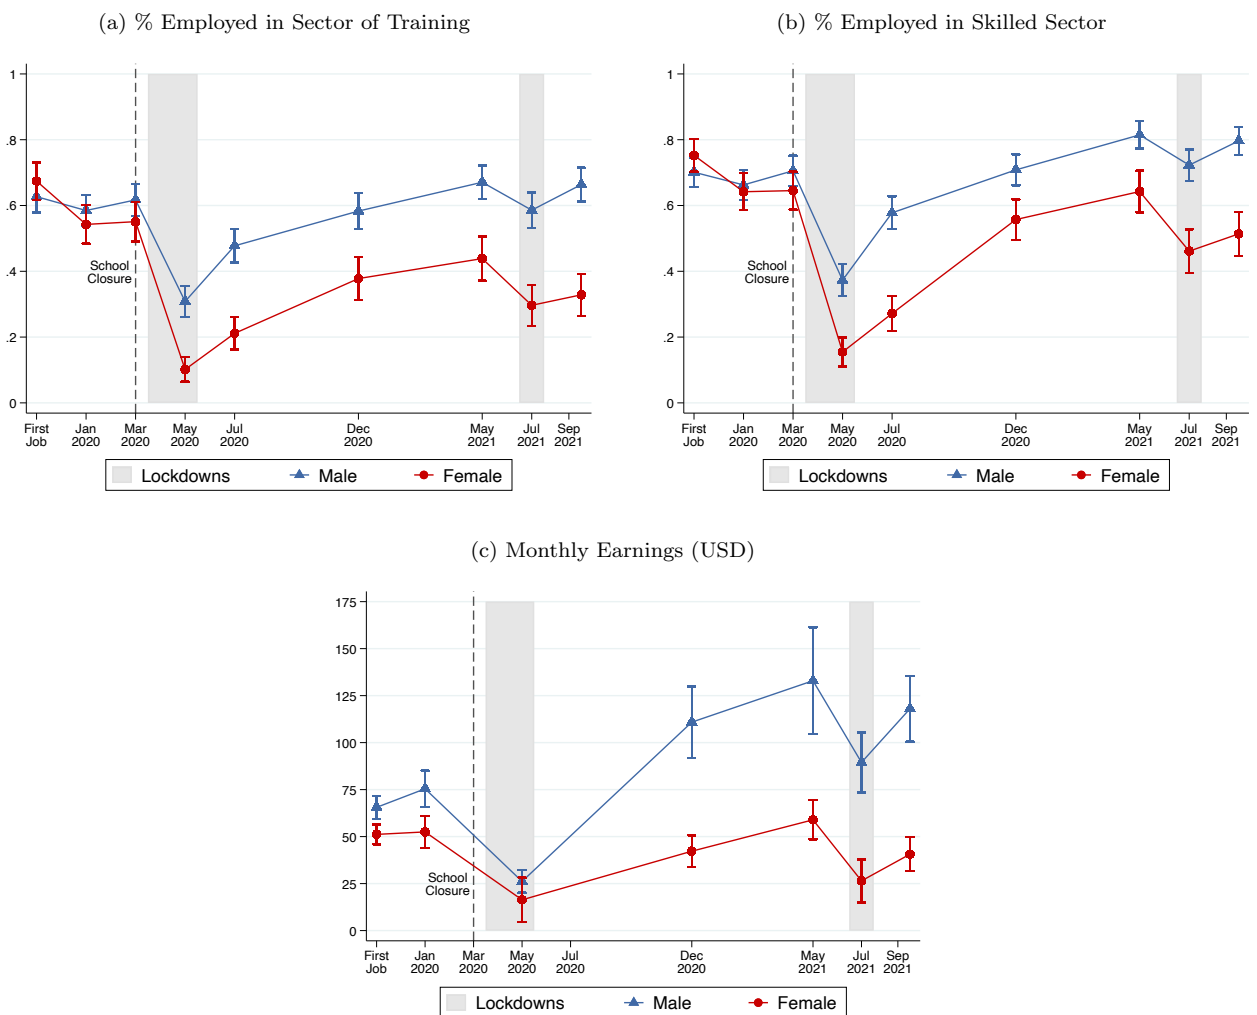 (a) % Employed in Sector of Training
1
.8
.6
.4
.2
0
School
Closure
First
Job
Jan
2020
Mar
2020
May
2020
Jul
2020
Dec
2020
May
2021
Jul
2021
Sep
2021
Lockdowns Male Female
(b) % Employed in Skilled Sector
1
.8
.6
.4
.2
0
School
Closure
First
Job
Jan
2020
Mar
2020
May
2020
Jul
2020
Dec
2020
May
2021
Jul
2021
Sep
2021
Lockdowns Male Female
(c) Monthly Earnings (USD)
175
150
125
100
75
50
25
0
School
Closure
First
Job
Jan
2020
Mar
2020
May
2020
Jul
2020
Dec
2020
May
2021
Jul
2021
Sep
2021
Lockdowns Male Female